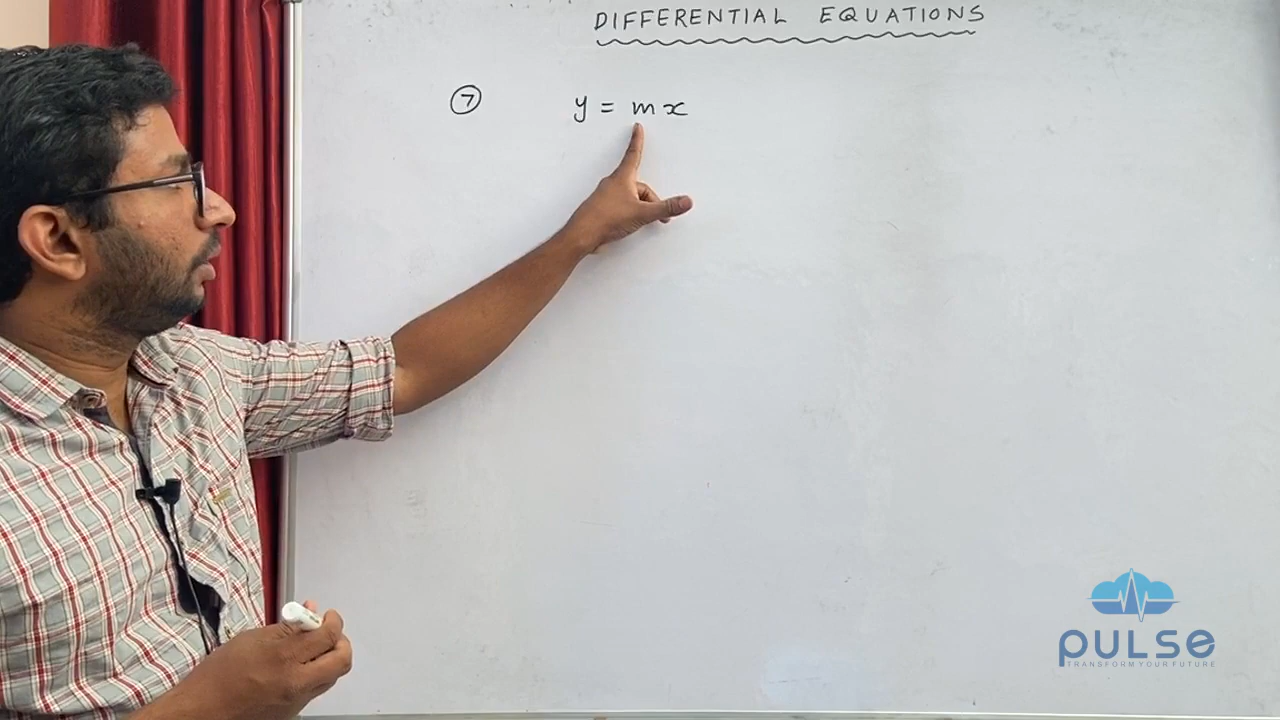 DIFFERENTIAL EQUATIONS
7 y = mx
PULSE
TRANSFORM YOUR FUTURE